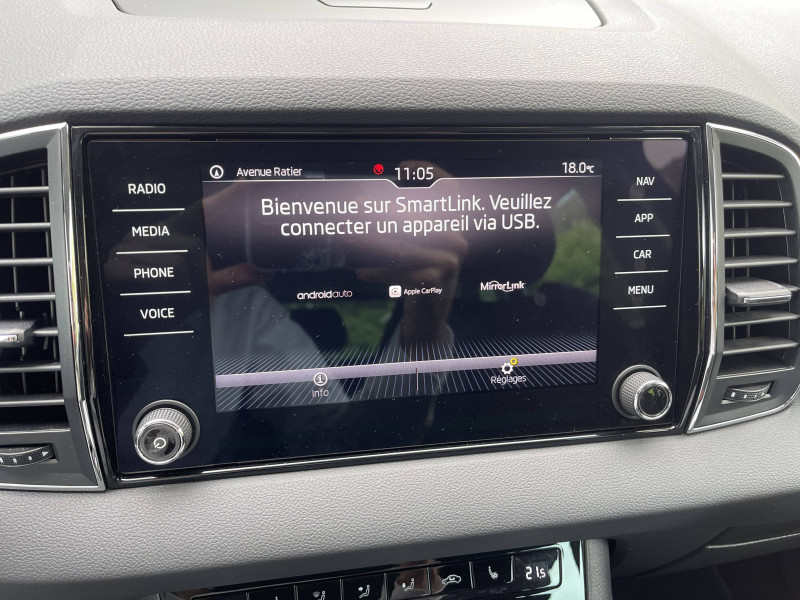 Avenue Ratier 11:05 18.0°C
RADIO
MEDIA
PHONE
VOICE
Bienvenue sur SmartLink. Veuillez
connecter un appareil via USB.
androidauto Apple CarPlay MirrorLink
Info Réglages
NAV
APP
CAR
MENU
21.5